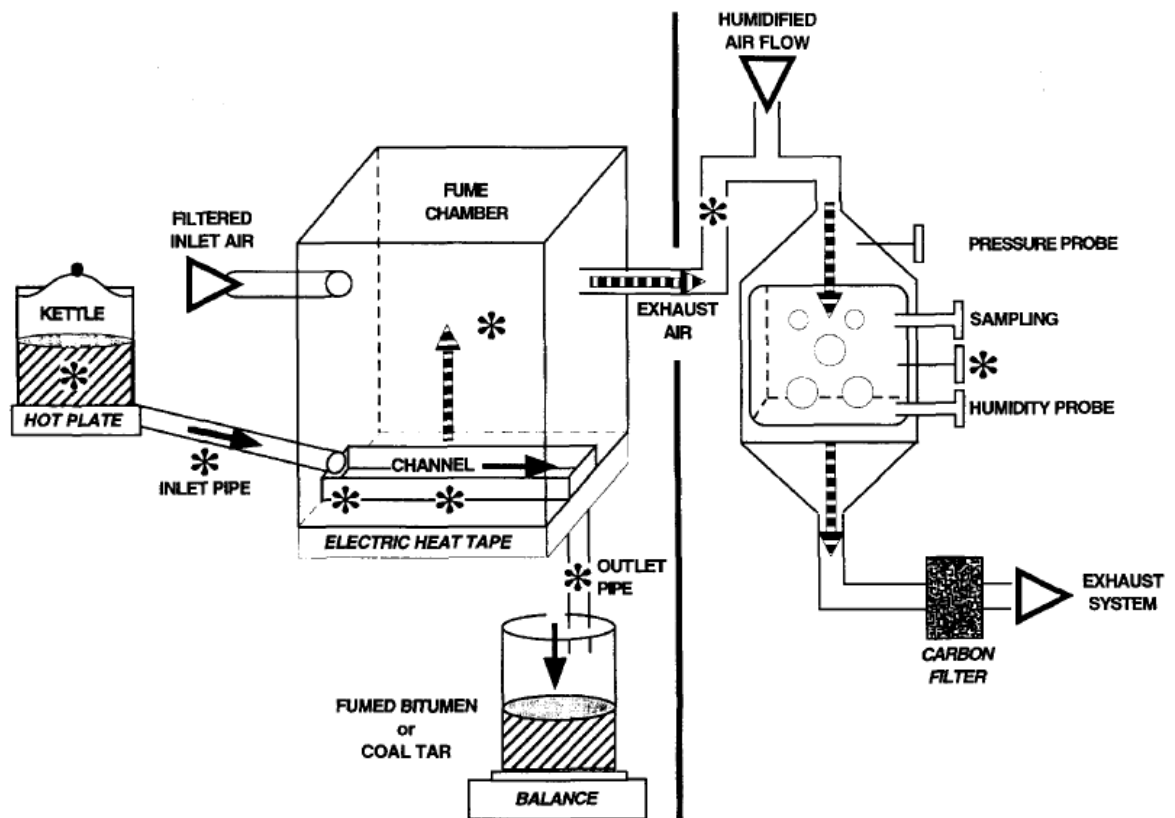 HUMIDIFIED
AIR FLOW
FUME
CHAMBER
FILTERED
INLET AIR
PRESSURE PROBE
KETTLE
EXHAUST
AIR
SAMPLING
HOT PLATE
HUMIDITY PROBE
CHANNEL
INLET PIPE
ELECTRIC HEAT TAPE
OUTLET
PIPE
EXHAUST
SYSTEM
CARBON
FILTER
FUMED BITUMEN
or
COAL TAR
BALANCE